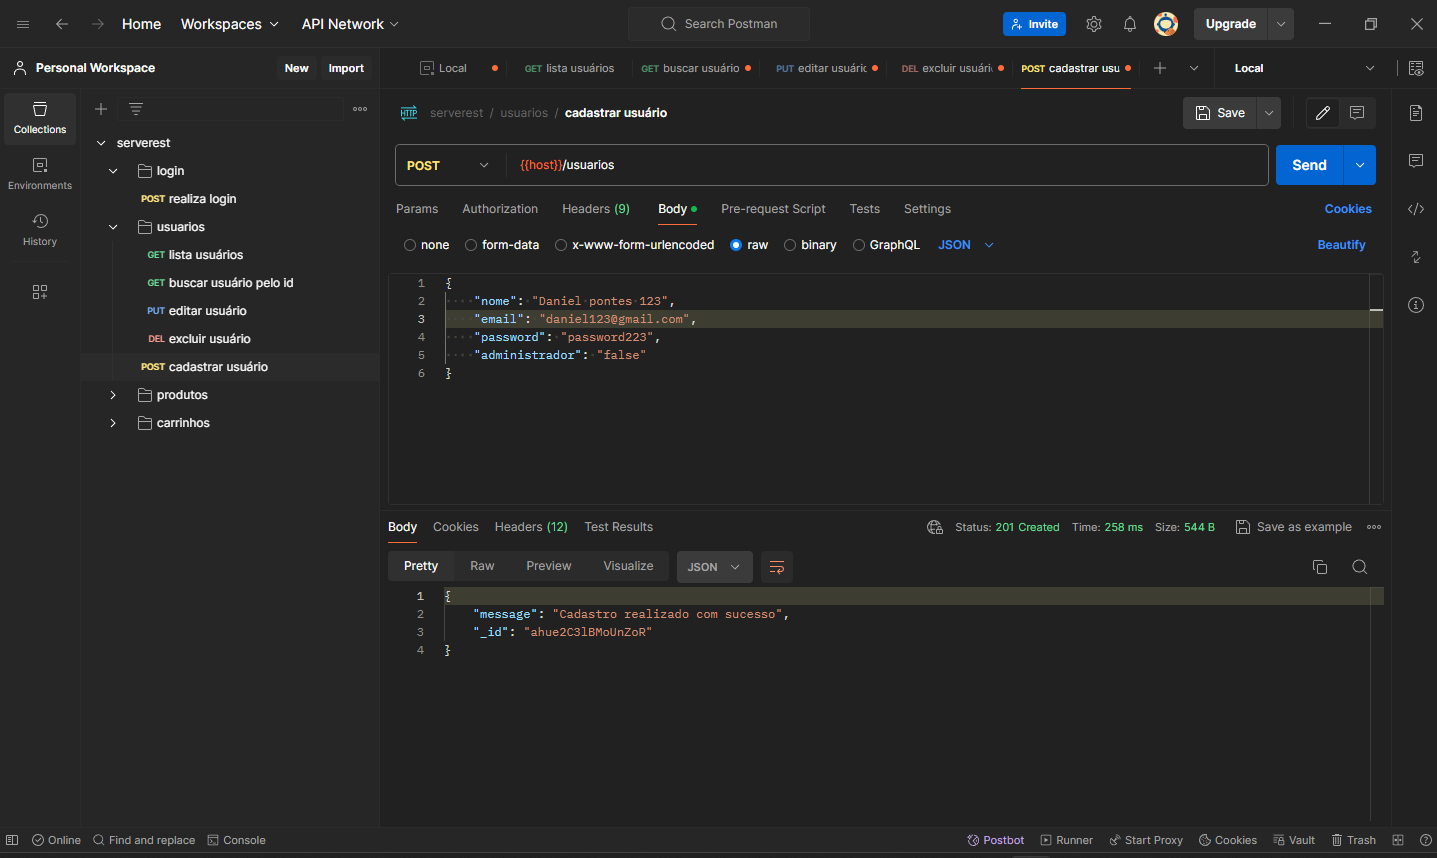 Home Workspaces API Network Search Postman Invite Upgrade
Personal Workspace New Import
Local GET lista usuários GET buscar usuário PUT editar usuáric DEL excluir usuári POST cadastrar usu Local
Collections
Environments
History
serverest
login
POST realiza login
usuarios
GET lista usuários
GET buscar usuário pelo id
PUT editar usuário
DEL excluir usuário
POST cadastrar usuário
produtos
carrinhos
HTTP serverest / usuarios / cadastrar usuário Save
POST {{host}}/usuarios Send
Params Authorization Headers (9) Body Pre-request Script Tests Settings Cookies
none form-data x-www-form-urlencoded raw binary GraphQL JSON Beautify
1 {
2 "nome": "Daniel pontes 123",
3 "email": "daniel123@gmail.com",
4 "password": "password223",
5 "administrador": "false"
6 }
Body Cookies Headers (12) Test Results Status: 201 Created Time: 258 ms Size: 544 B Save as example
Pretty Raw Preview Visualize JSON
1 {
2 "message": "Cadastro realizado com sucesso",
3 "_id": "ahue2C3lBMoUnZoR"
4 }
Online Find and replace Console Postbot Runner Start Proxy Cookies Vault Trash